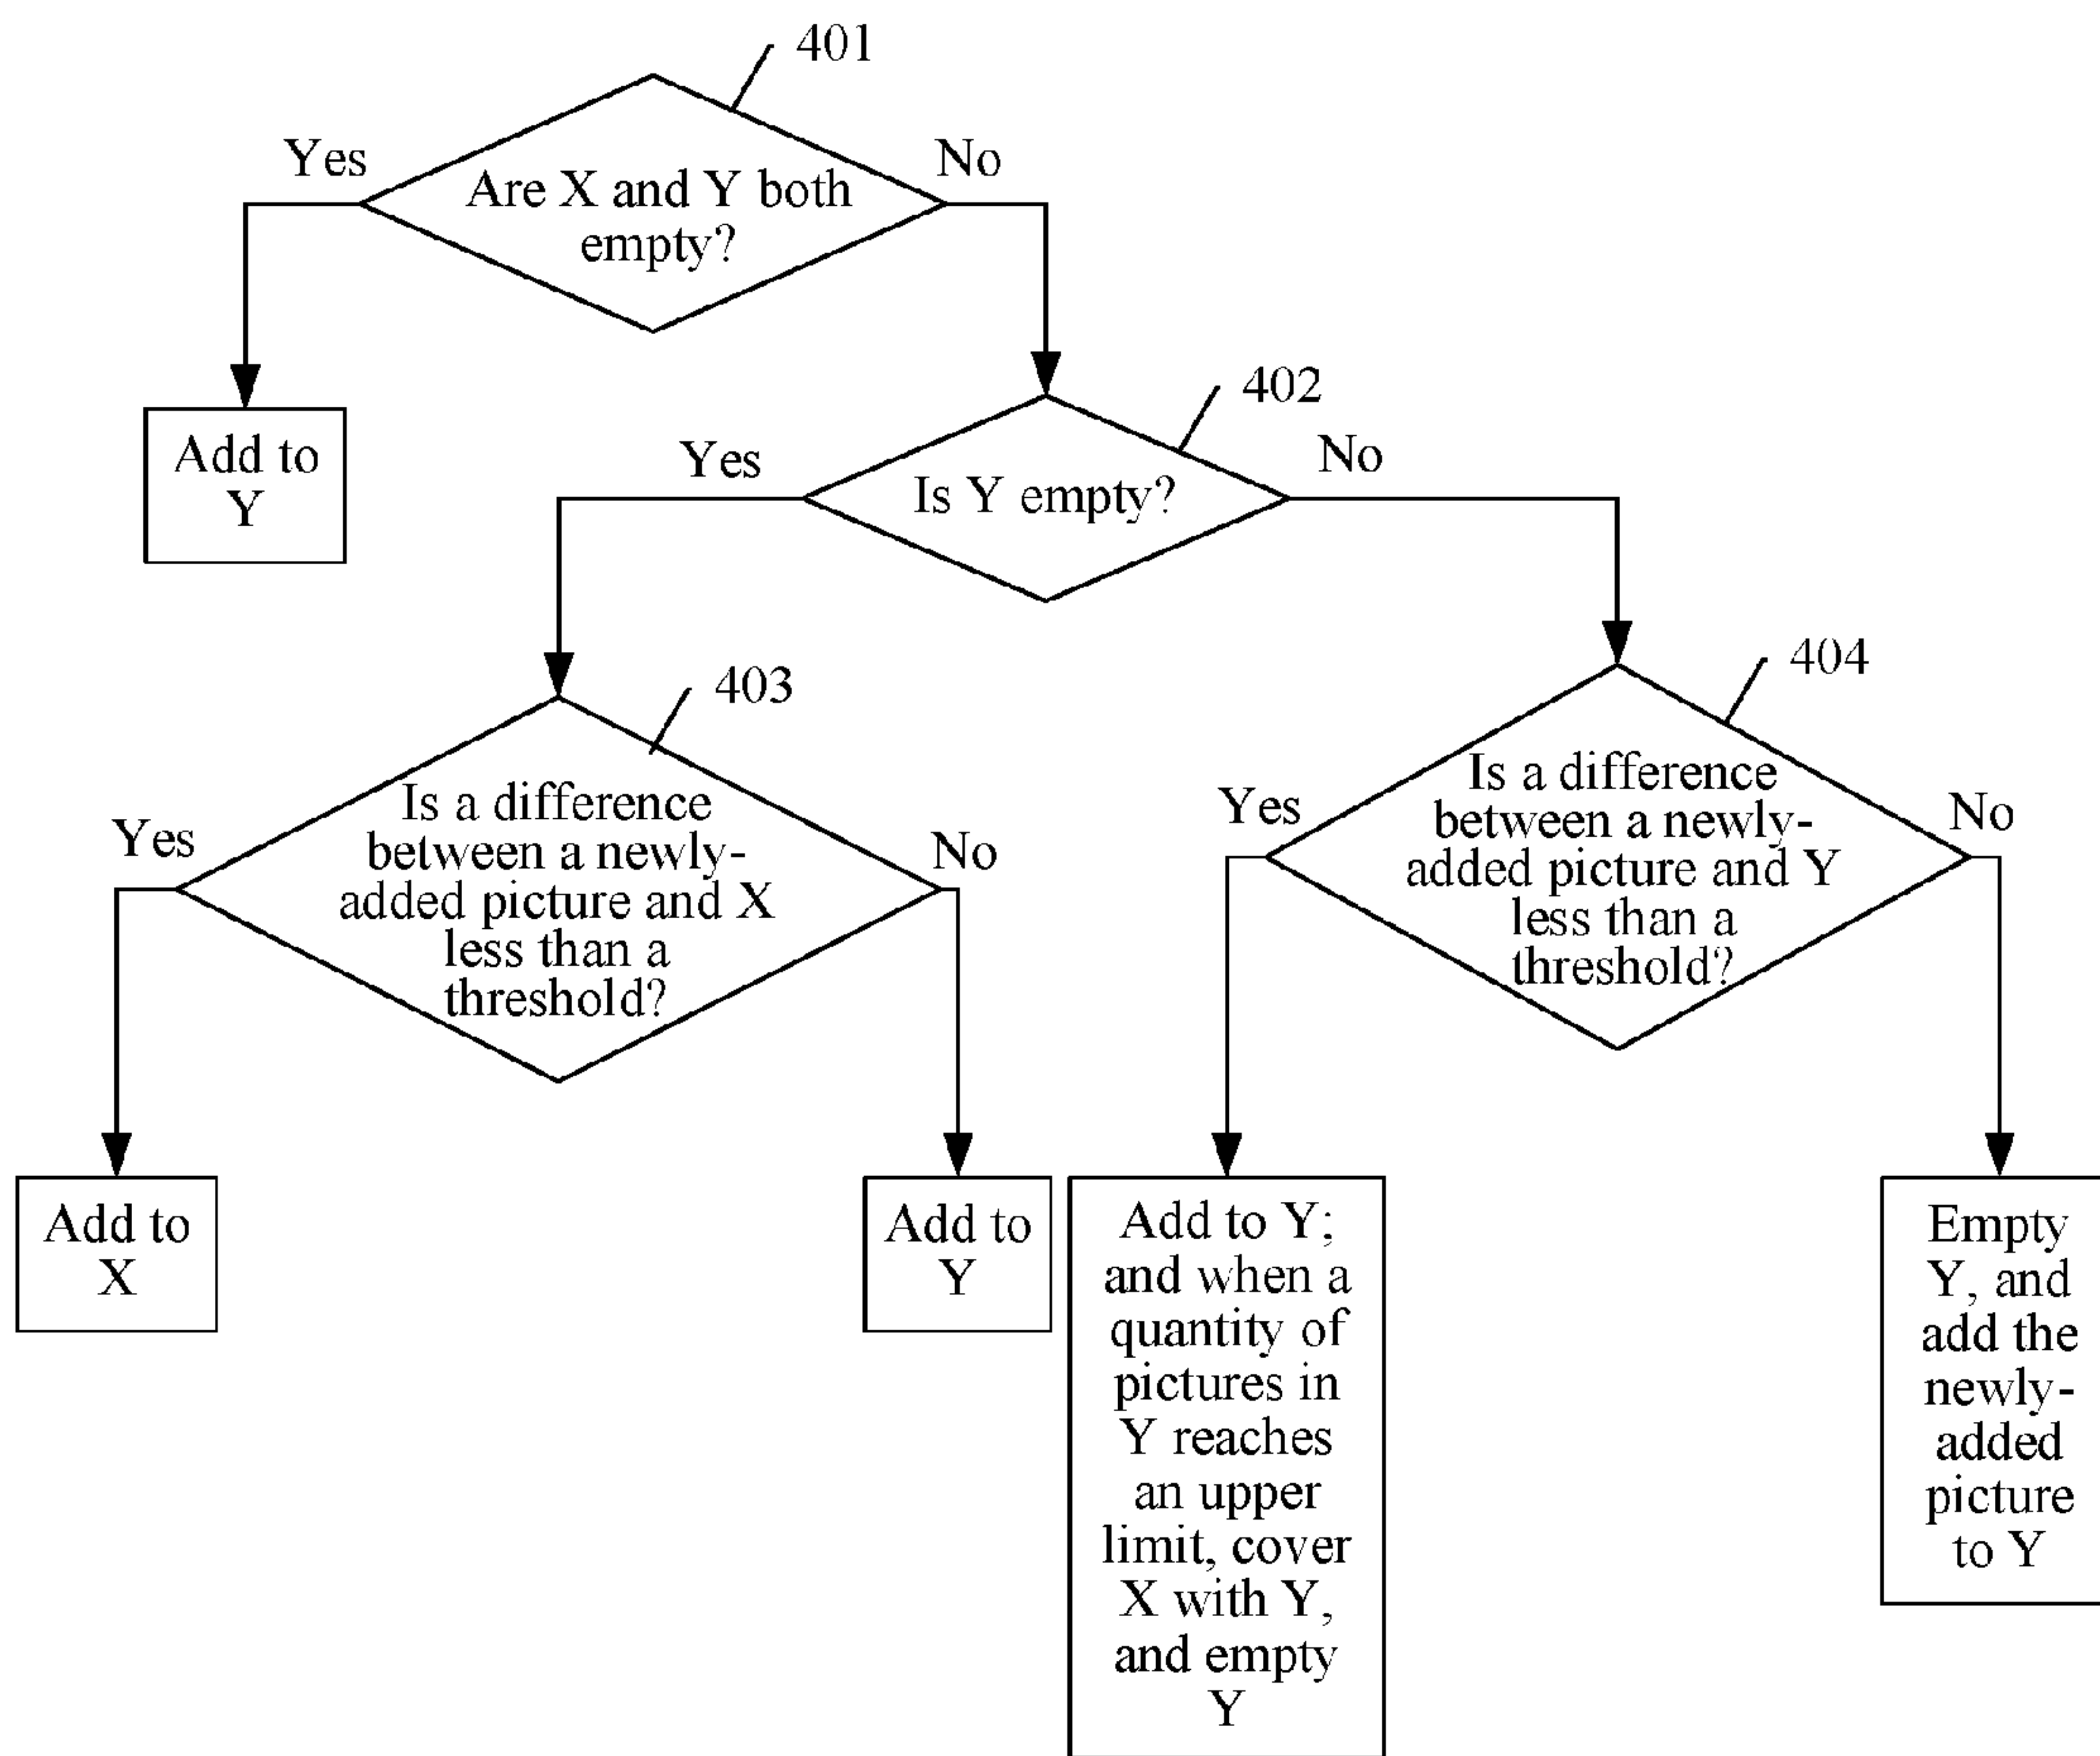 401
Yes
No
Are X and Y both
empty?
Add to
Y
402
Yes
No
Is Y empty?
403
404
Yes
Is a difference
between a newly-
added picture and X
less than a
threshold?
No
Yes
Is a difference
between a newly-
added picture and Y
less than a
threshold?
No
Add to
X
Add to
Y
Add to Y;
and when a
quantity of
pictures in
Y reaches
an upper
limit, cover
X with Y,
and empty
Y
Empty
Y, and
add the
newly-
added
picture
to Y